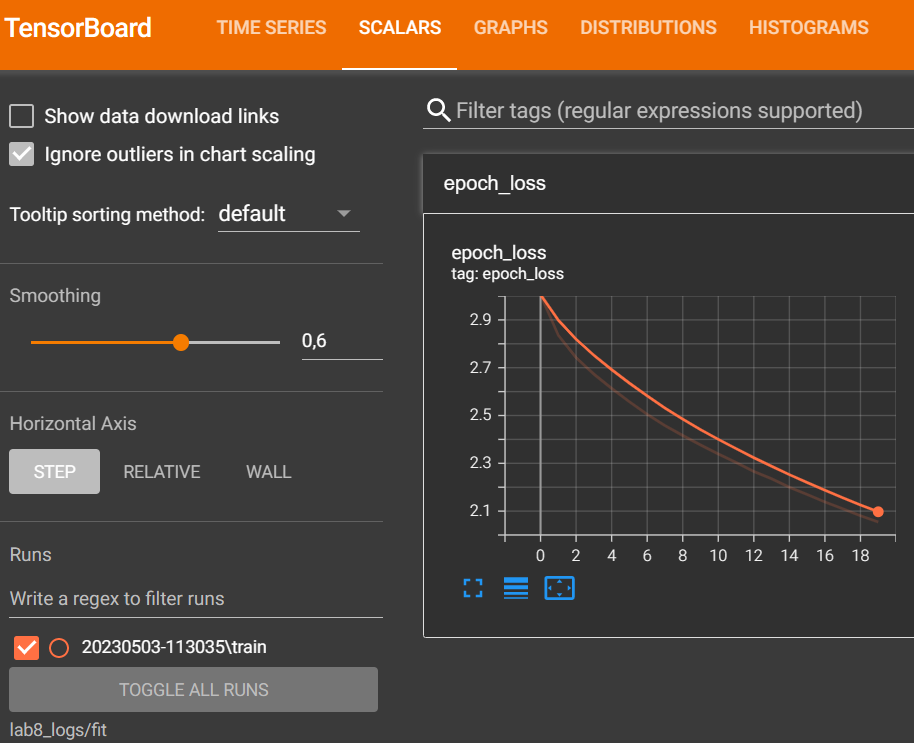 TensorBoard
TIME SERIES SCALARS GRAPHS DISTRIBUTIONS HISTOGRAMS
Show data download links
Ignore outliers in chart scaling
Tooltip sorting method: default
Smoothing
0,6
Horizontal Axis
STEP RELATIVE WALL
Runs
Write a regex to filter runs
20230503-113035\train
TOGGLE ALL RUNS
lab8_logs/fit
Filter tags (regular expressions supported)
epoch_loss
epoch_loss
tag: epoch_loss
2.9
2.7
2.5
2.3
2.1
0 2 4 6 8 10 12 14 16 18